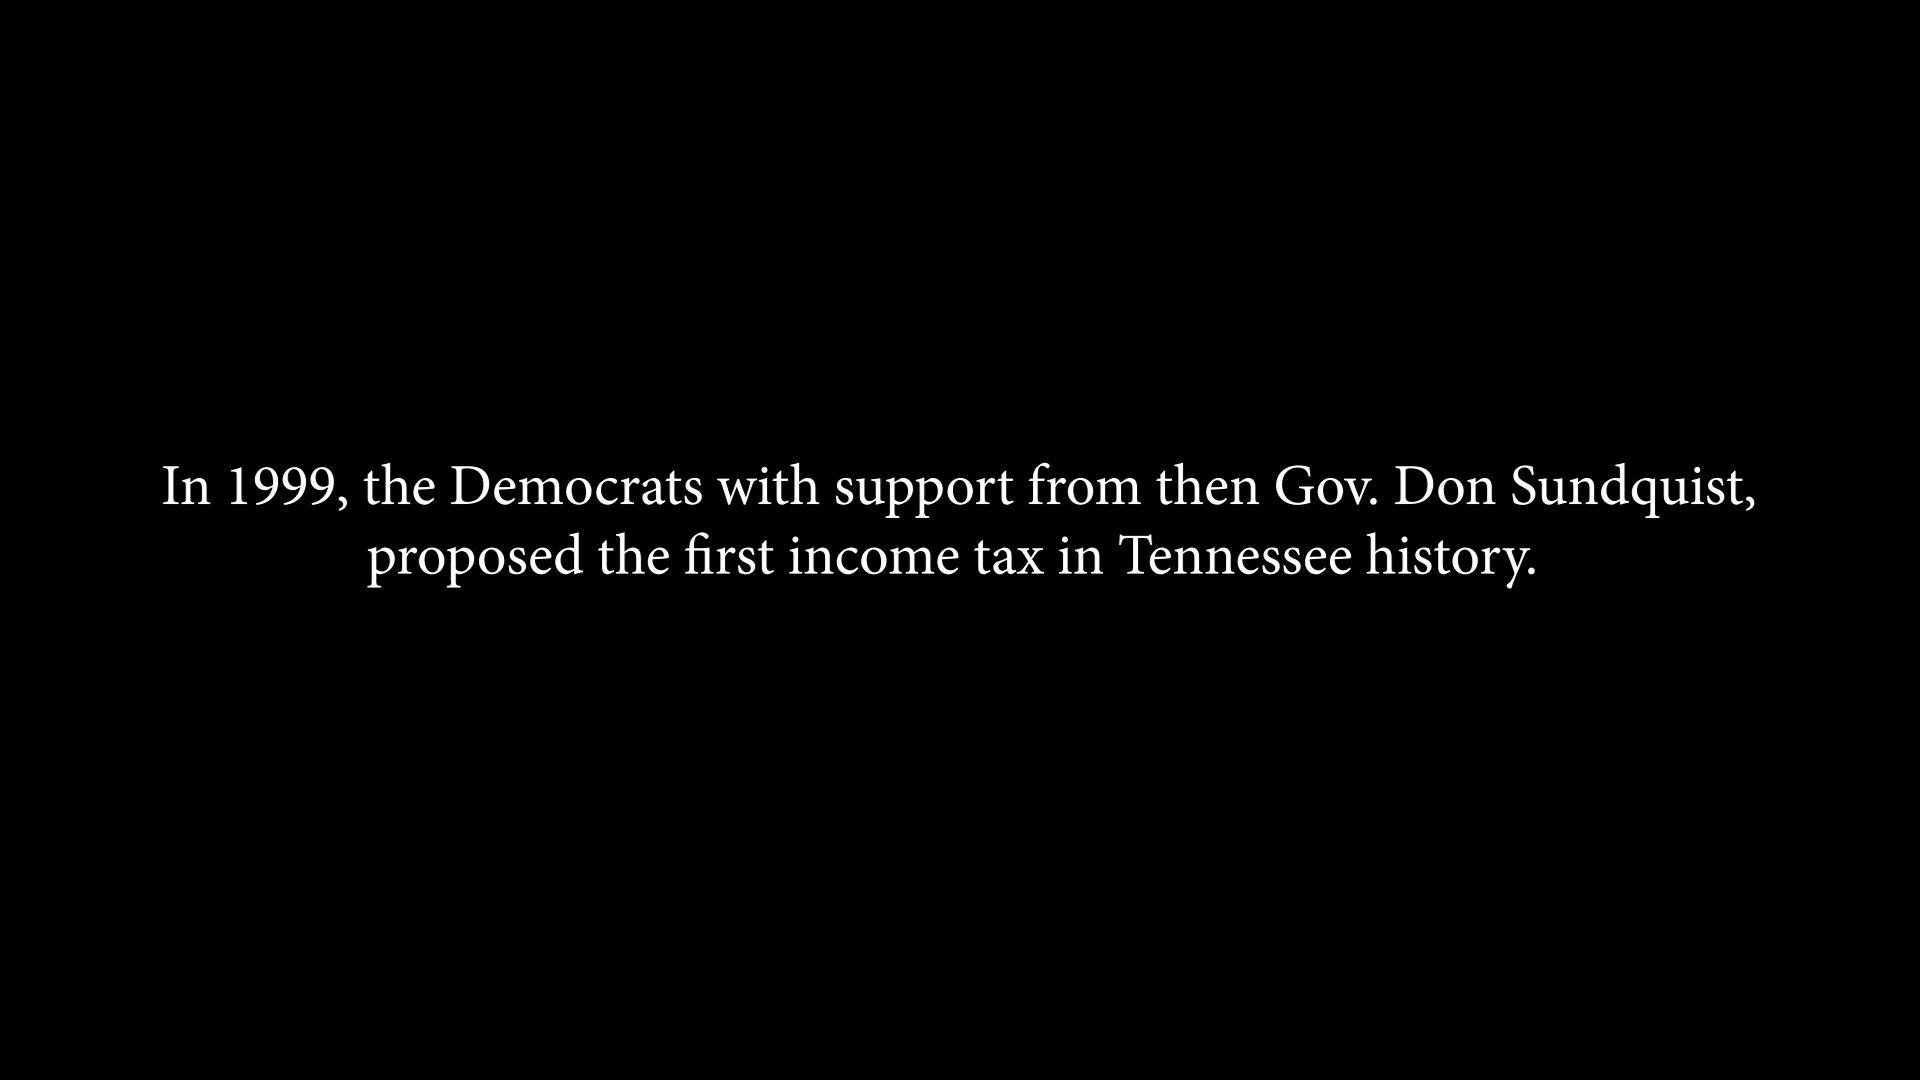 In 1999, the Democrats with support from then Gov. Don Sundquist,
proposed the first income tax in Tennessee history.